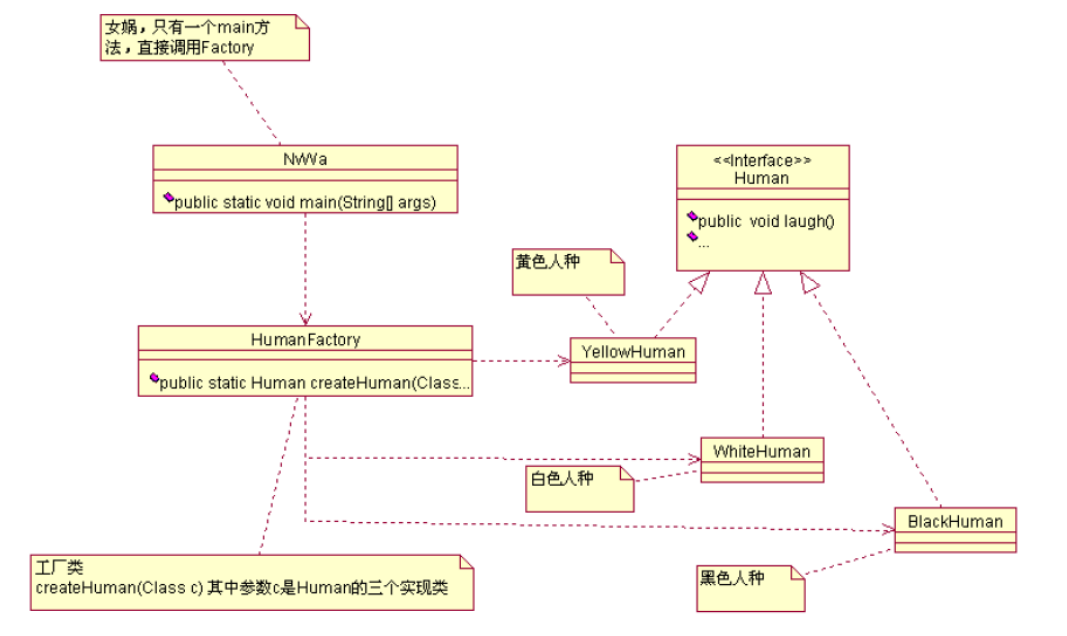 女娲，只有一个main方
法，直接调用Factory
NvWa
public static void main(String[] args)
<<Interface>>
Human
public void laugh()
...
黄色人种
HumanFactory
public static Human createHuman(Class...
YellowHuman
WhiteHuman
白色人种
BlackHuman
工厂类
createHuman(Class c) 其中参数c是Human的三个实现类
黑色人种